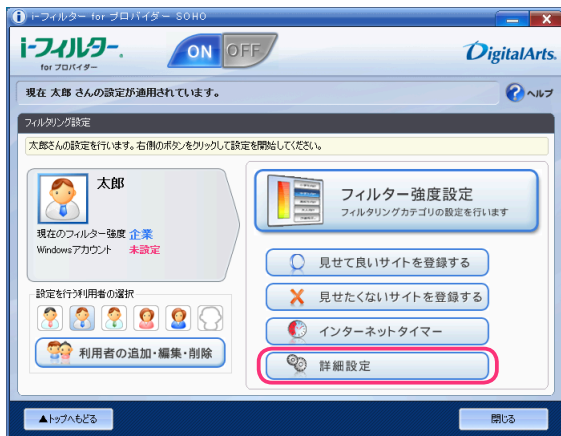 i-フィルター for プロバイダー SOHO
i-フィルター.
for プロバイダー
ON OFF
DigitalArts.
現在 太郎 さんの設定が適用されています。
ヘルプ
フィルタリング設定
太郎さんの設定を行います。右側のボタンをクリックして設定を開始してください。
太郎
現在のフィルター強度 企業
Windowsアカウント 未設定
設定を行う利用者の選択
利用者の追加・編集・削除
フィルター強度設定
フィルタリングカテゴリの設定を行います
見せて良いサイトを登録する
見せたくないサイトを登録する
インターネットタイマー
詳細設定
▲トップへもどる
閉じる